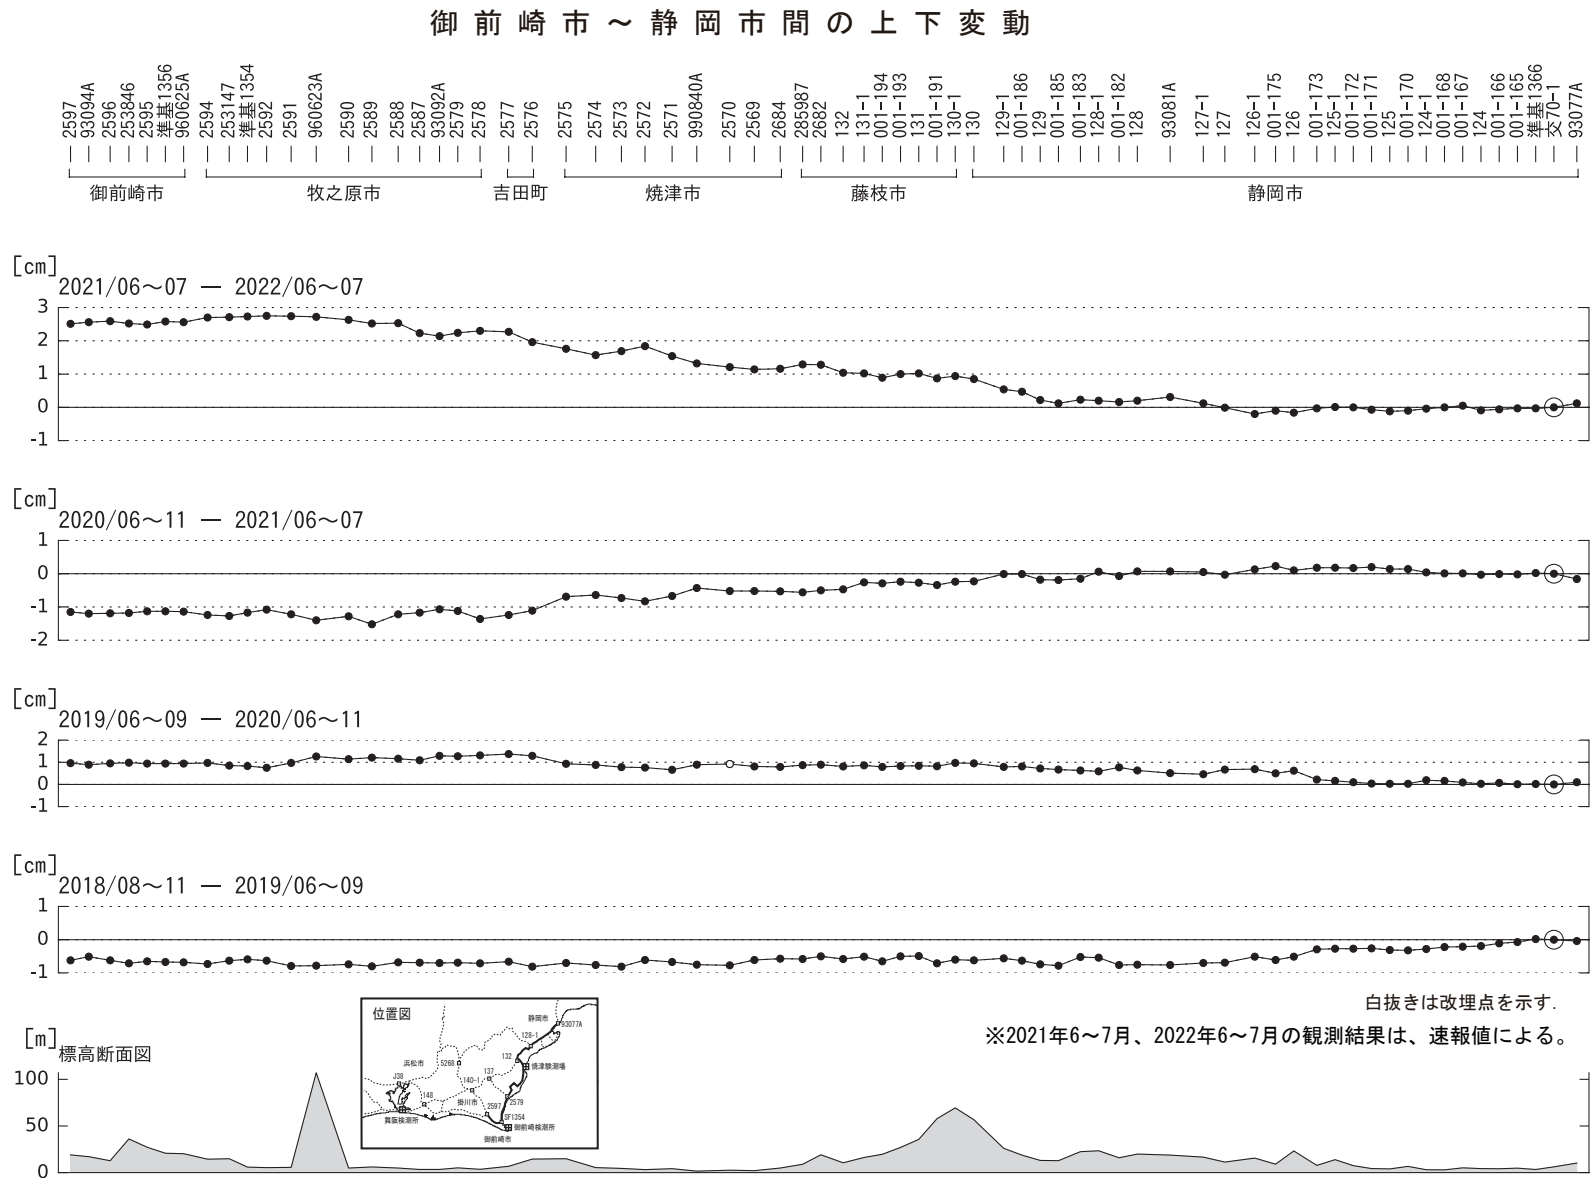 御前崎市～静岡市間の上下変動
2597
93094A
2596
253846
2595
準基1356
960625A
2594
253147
準基1354
2592
2591
960623A
2590
2589
2588
2587
93092A
2579
2578
2577
2576
2575
2574
2573
2572
2571
990840A
2570
2569
2684
285987
2682
132
131-1
001-194
001-193
131
001-191
130-1
130
129-1
001-186
129
001-185
001-183
128-1
001-182
128
93081A
127-1
127
126-1
001-175
126
001-173
125-1
001-172
001-171
125
001-170
124-1
001-168
001-167
124
001-166
001-165
準基1366
交70-1
93077A
御前崎市 牧之原市 吉田町 焼津市 藤枝市 静岡市
[cm]
2021/06～07 — 2022/06～07
3
2
1
0
-1
[cm]
2020/06～11 — 2021/06～07
1
0
-1
-2
[cm]
2019/06～09 — 2020/06～11
2
1
0
-1
[cm]
2018/08～11 — 2019/06～09
1
0
-1
白抜きは改埋点を示す.
※2021年6～7月、2022年6～7月の観測結果は、速報値による。
[m]
標高断面図
100
50
0
位置図
静岡市
93077A
128-1
132
浜松市
5268
焼津験潮場
137
J38
140-1
148
掛川市
2579
2597
SF1354
舞阪検潮所
御前崎検潮所
御前崎市